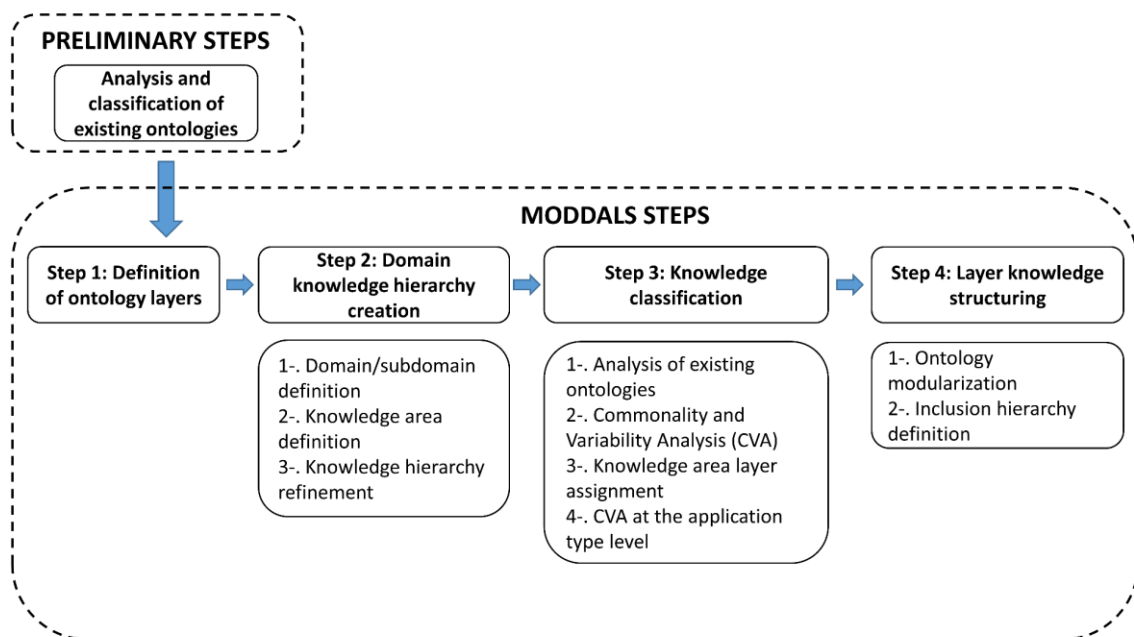 PRELIMINARY STEPS
Analysis and
classification of
existing ontologies
MODDALS STEPS
Step 1: Definition
of ontology layers
Step 2: Domain
knowledge hierarchy
creation
Step 3: Knowledge
classification
Step 4: Layer knowledge
structuring
1-. Domain/subdomain
definition
2-. Knowledge area
definition
3-. Knowledge hierarchy
refinement
1-. Analysis of existing
ontologies
2-. Commonality and
Variability Analysis (CVA)
3-. Knowledge area layer
assignment
4-. CVA at the application
type level
1-. Ontology
modularization
2-. Inclusion hierarchy
definition